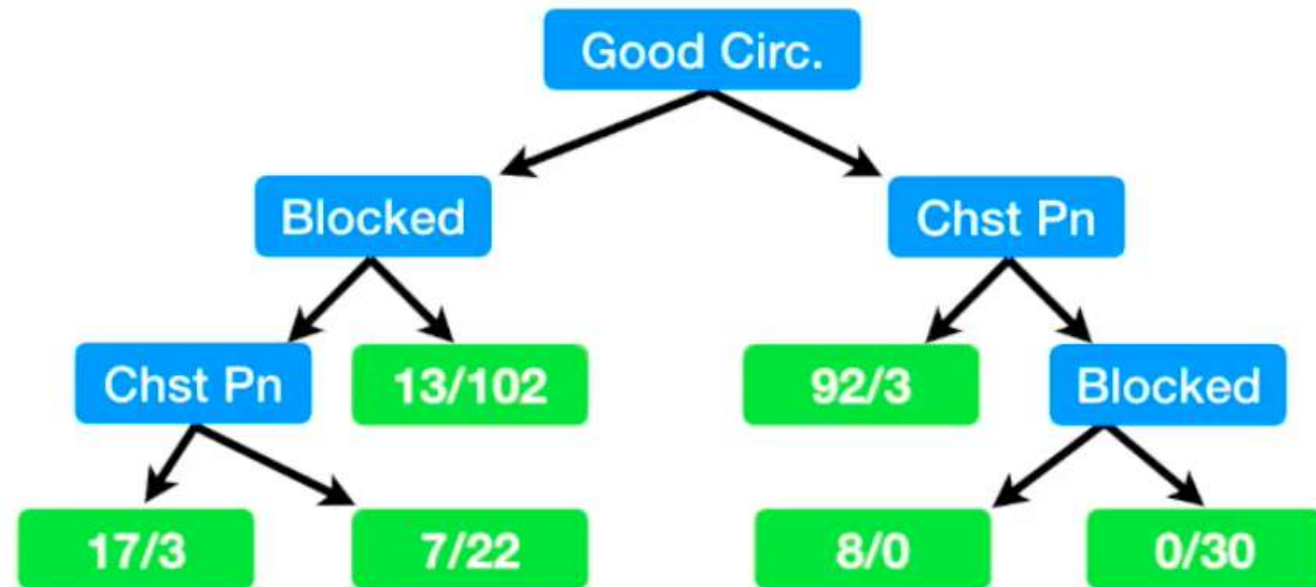 Good Circ.
Blocked
Chst Pn
Chst Pn
13/102
92/3
Blocked
17/3
7/22
8/0
0/30